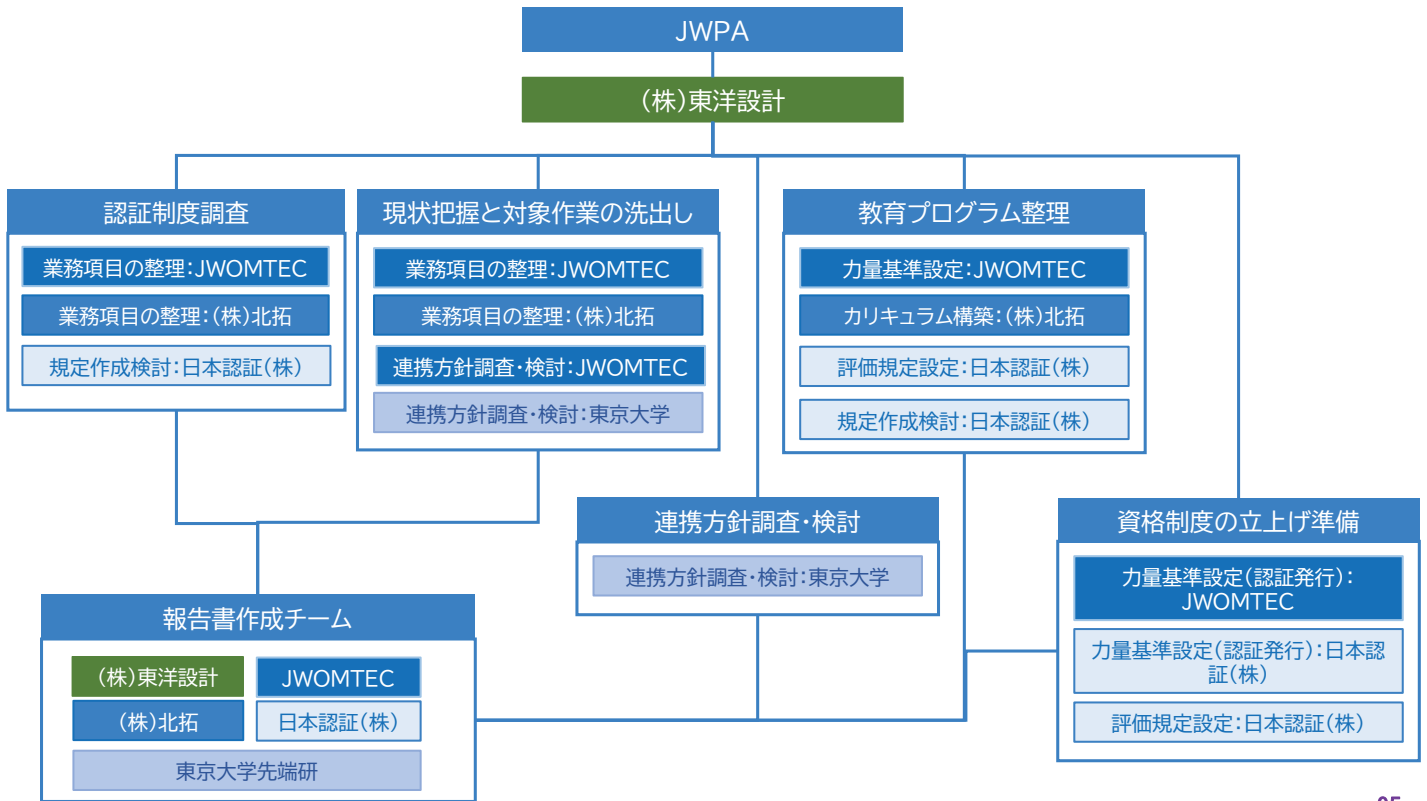 JWPA
(株)東洋設計
認証制度調査
業務項目の整理:JWOMTEC
業務項目の整理:(株)北拓
規定作成検討:日本認証(株)
現状把握と対象作業の洗出し
業務項目の整理:JWOMTEC
業務項目の整理:(株)北拓
連携方針調査・検討:JWOMTEC
連携方針調査・検討:東京大学
教育プログラム整理
力量基準設定:JWOMTEC
カリキュラム構築:(株)北拓
評価規定設定:日本認証(株)
規定作成検討:日本認証(株)
連携方針調査・検討
連携方針調査・検討:東京大学
資格制度の立上げ準備
力量基準設定(認証発行):
JWOMTEC
力量基準設定(認証発行):日本認
証(株)
評価規定設定:日本認証(株)
報告書作成チーム
(株)東洋設計
JWOMTEC
(株)北拓
日本認証(株)
東京大学先端研